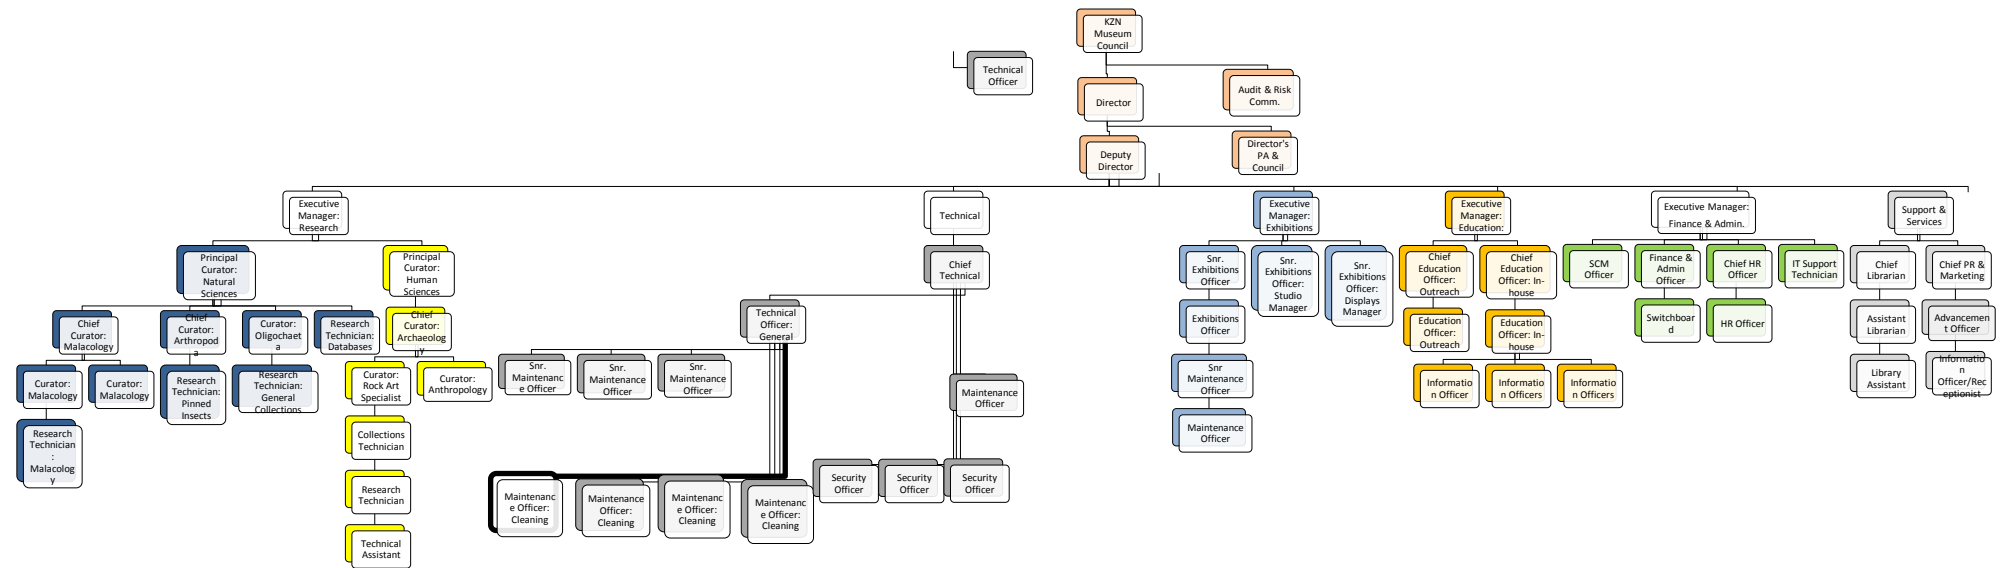 KZN
Museum
Council
Technical
Officer
Director
Audit & Risk
Comm.
Deputy
Director
Director's
PA &
Council
Executive
Manager:
Research
Technical
Executive
Manager:
Exhibitions
Executive
Manager:
Education:
Executive Manager:
Finance & Admin.
Support &
Services
Principal
Curator:
Natural
Sciences
Principal
Curator:
Human
Sciences
Chief
Technical
Snr.
Exhibitions
Officer
Snr.
Exhibitions
Officer:
Studio
Manager
Snr.
Exhibitions
Officer:
Displays
Manager
Chief
Education
Officer:
Outreach
Chief
Education
Officer: In-
house
SCM
Officer
Finance &
Admin
Officer
Chief HR
Officer
IT Support
Technician
Chief
Librarian
Chief PR &
Marketing
Chief
Curator:
Malacology
Chief
Curator:
Arthropod
a
Curator:
Oligochaet
a
Research
Technician:
Databases
Chief
Curator:
Archaeolog
y
Technical
Officer:
General
Exhibitions
Officer
Education
Officer:
Outreach
Education
Officer: In-
house
Switchboar
d
HR Officer
Assistant
Librarian
Advancemen
t Officer
Curator:
Malacology
Curator:
Malacology
Research
Technician:
Pinned
Insects
Research
Technician:
General
Collections
Curator:
Rock Art
Specialist
Curator:
Anthropology
Snr.
Maintenanc
e Officer
Snr.
Maintenance
Officer
Snr.
Maintenance
Officer
Maintenance
Officer
Snr
Maintenance
Officer
Informatio
n Officer
Informatio
n Officers
Informatio
n Officers
Library
Assistant
Informatio
n
Officer/Rec
eptionist
Research
Technician
:
Malacolog
y
Collections
Technician
Maintenance
Officer
Research
Technician
Maintenanc
e Officer:
Cleaning
Maintenance
Officer:
Cleaning
Maintenanc
e Officer:
Cleaning
Maintenanc
e Officer:
Cleaning
Security
Officer
Security
Officer
Security
Officer
Technical
Assistant